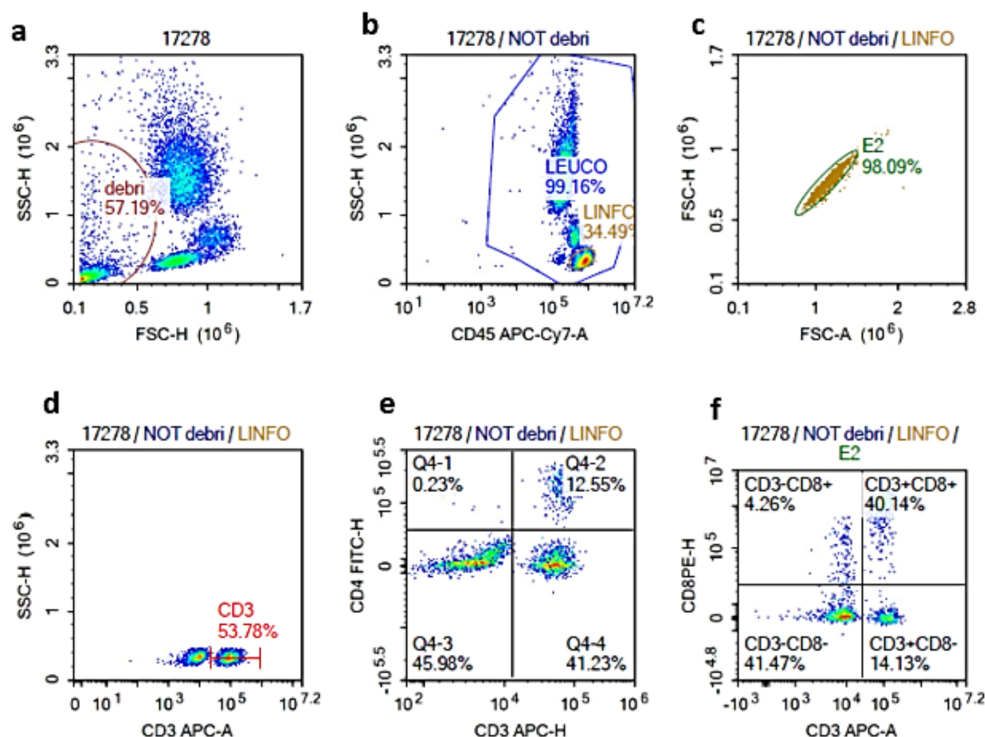 a
17278
3.3
2
1
0
SSC-H (10^6)
debri
57.19%
0.1
0.5
1
1.7
FSC-H (10^6)
b
17278 / NOT debri
3.3
2
1
0
SSC-H (10^6)
LEUCO
99.16%
LINFO
34.49%
10^1
10^3
10^5
10^7.2
CD45 APC-Cy7-A
c
17278 / NOT debri / LINFO
1.7
1
0.5
0.1
FSC-H (10^6)
E2
98.09%
0.1
1
2
2.8
FSC-A (10^6)
d
17278 / NOT debri / LINFO
3.3
2
1
0
SSC-H (10^6)
CD3
53.78%
0
10^1
10^3
10^5
10^7.2
CD3 APC-A
e
17278 / NOT debri / LINFO
10^5.5
10^5
0
-10^5.5
CD4 FITC-H
Q4-1
0.23%
Q4-2
12.55%
Q4-3
45.98%
Q4-4
41.23%
10^2
10^4
10^5
10^6
CD3 APC-H
f
17278 / NOT debri / LINFO /
E2
10^7
10^5
0
-10^4.8
CD8PE-H
CD3-CD8+
4.26%
CD3+CD8+
40.14%
CD3-CD8-
41.47%
CD3+CD8-
14.13%
-10^3
10^4
10^5
10^7.2
CD3 APC-A